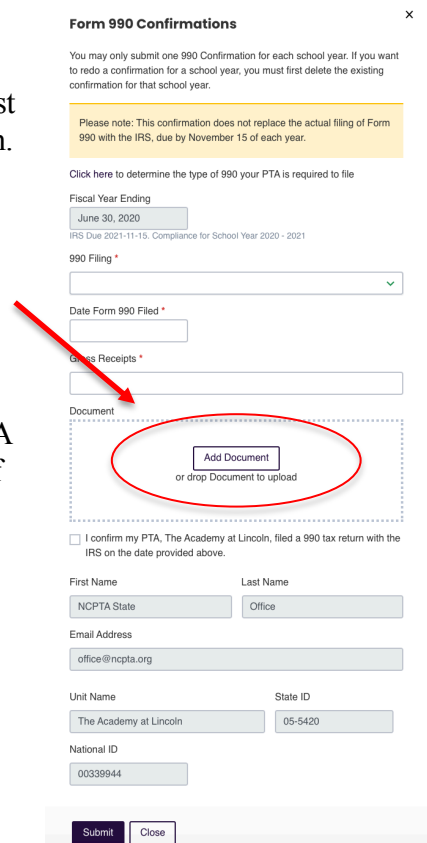 Form 990 Confirmations
×
You may only submit one 990 Confirmation for each school year. If you want
to redo a confirmation for a school year, you must first delete the existing
confirmation for that school year.
Please note: This confirmation does not replace the actual filing of Form
990 with the IRS, due by November 15 of each year.
Click here to determine the type of 990 your PTA is required to file
Fiscal Year Ending
June 30, 2020
IRS Due 2021-11-15. Compliance for School Year 2020 - 2021
990 Filing *
Date Form 990 Filed *
Gross Receipts *
Document
Add Document
or drop Document to upload
I confirm my PTA, The Academy at Lincoln, filed a 990 tax return with the
IRS on the date provided above.
First Name Last Name
NCPTA State Office
Email Address
office@ncpta.org
Unit Name State ID
The Academy at Lincoln 05-5420
National ID
00339944
Submit Close